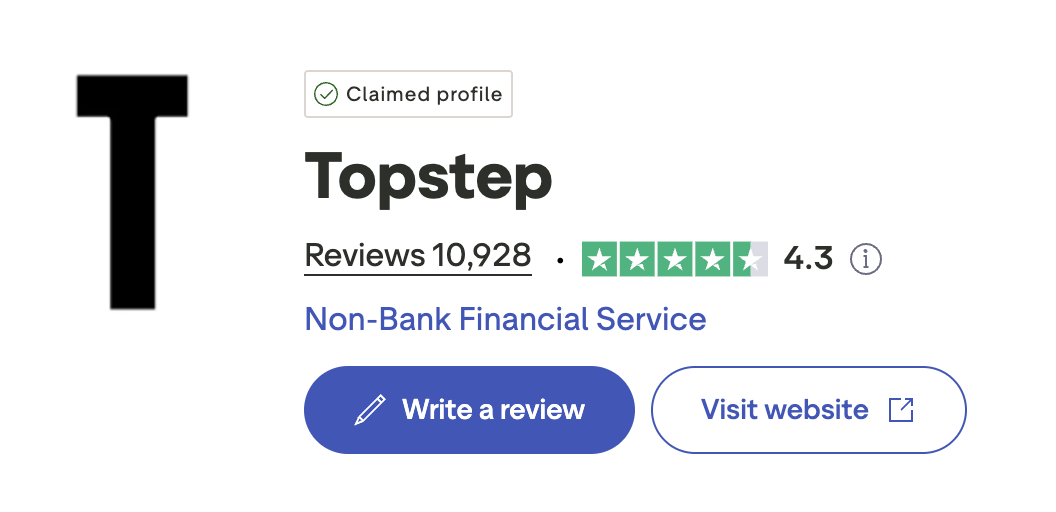 T
Claimed profile
Topstep
Reviews 10,928 · 4.3
Non-Bank Financial Service
Write a review
Visit website